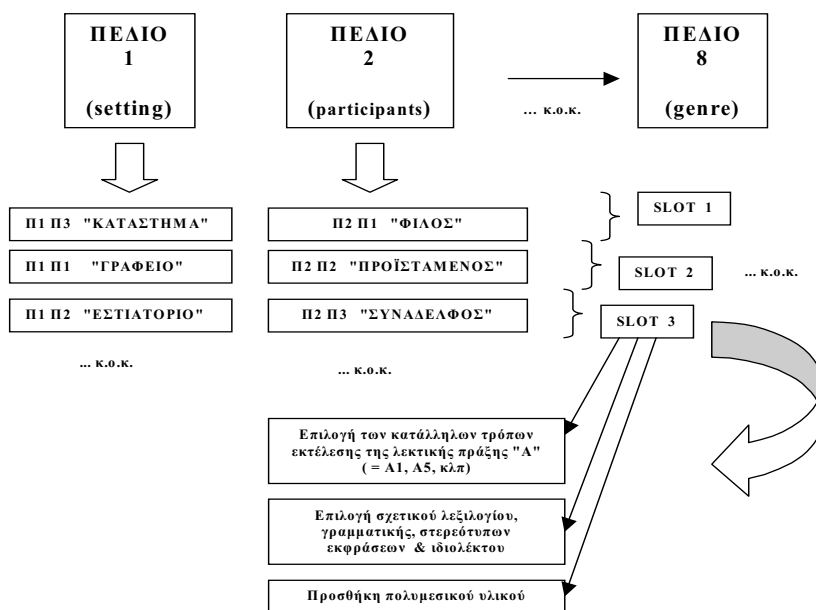 ΠΕΔΙΟ
1
(setting)
ΠΕΔΙΟ
2
(participants)
... κ.ο.κ.
ΠΕΔΙΟ
8
(genre)
Π1 Π3 "ΚΑΤΑΣΤΗΜΑ"
Π2 Π1 "ΦΙΛΟΣ"
SLOT 1
Π1 Π1 "ΓΡΑΦΕΙΟ"
Π2 Π2 "ΠΡΟΪΣΤΑΜΕΝΟΣ"
SLOT 2
... κ.ο.κ.
Π1 Π2 "ΕΣΤΙΑΤΟΡΙΟ"
Π2 Π3 "ΣΥΝΑΔΕΛΦΟΣ"
SLOT 3
... κ.ο.κ.
... κ.ο.κ.
Επιλογή των κατάλληλων τρόπων
εκτέλεσης της λεκτικής πράξης "Α"
( = Α1, Α5, κλπ)
Επιλογή σχετικού λεξιλογίου,
γραμματικής, στερεότυπων
εκφράσεων & ιδιολέκτου
Προσθήκη πολυμεσικού υλικού